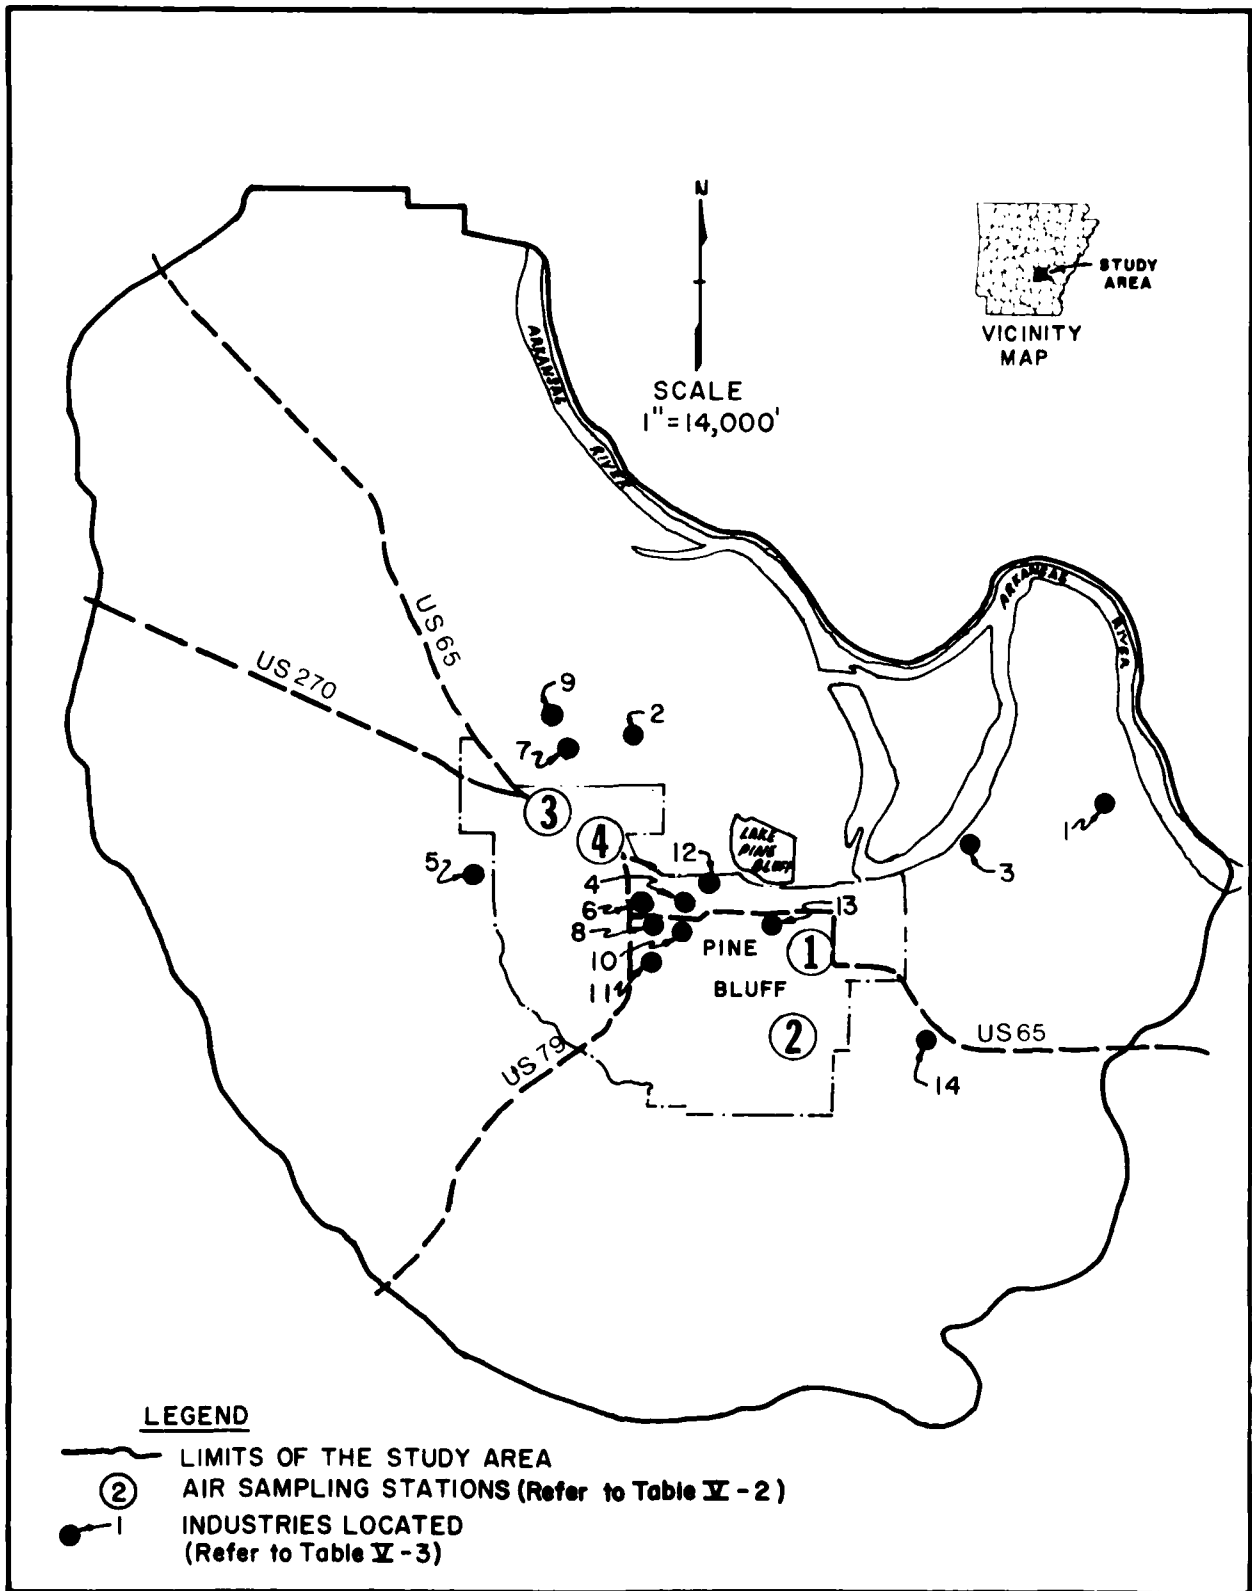 N
SCALE
1"=14,000'
STUDY
AREA
VICINITY
MAP
ARKANSAS
RIVER
ARKANSAS
RIVER
US 65
US 270
9
2
7
3
4
5
12
LAKE
PINE
BLUFF
1
3
4
6
8
10
11
13
PINE
BLUFF
1
2
US 65
14
US 79
LEGEND
LIMITS OF THE STUDY AREA
2 AIR SAMPLING STATIONS (Refer to Table V-2)
1 INDUSTRIES LOCATED
(Refer to Table V-3)